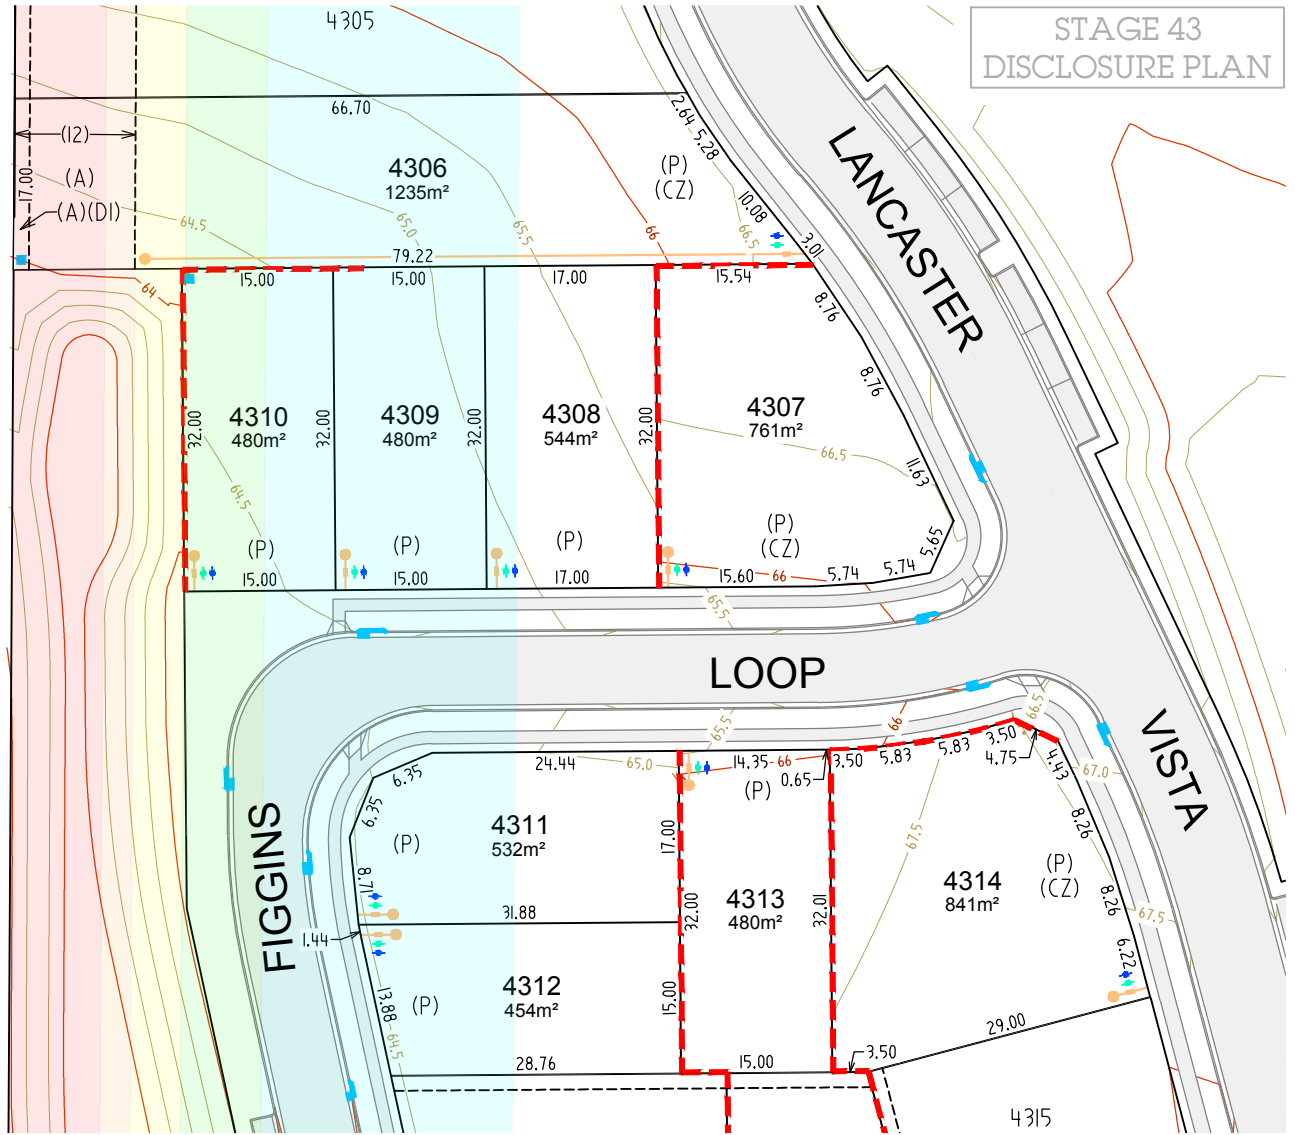 4305
STAGE 43
DISCLOSURE PLAN
66.70
2.64
5.28
(12)
(A)
17.00
(A)(D1)
4306
1235m²
(P)
(CZ)
10.08
3.01
64.5
65.0
65.5
66
66.5
79.22
LANCASTER
64
15.00
15.00
17.00
15.54
8.76
8.76
11.63
5.65
32.00
4310
480m²
32.00
4309
480m²
32.00
4308
544m²
32.00
4307
761m²
66.5
64.5
(P)
(P)
(P)
(P)
(CZ)
15.00
15.00
17.00
15.60
66
5.74
5.74
65.5
LOOP
VISTA
65.5
66
66.5
6.35
6.35
24.44
65.0
14.35
66
0.65
3.50
5.83
5.83
3.50
4.75
4.43
67.0
(P)
4311
532m²
17.00
(P)
8.71
67.5
8.26
(P)
(CZ)
8.26
FIGGINS
4313
480m²
32.00
32.01
4314
841m²
67.5
31.88
1.44
6.22
4312
454m²
(P)
13.88
64.5
15.00
28.76
15.00
3.50
29.00
4315